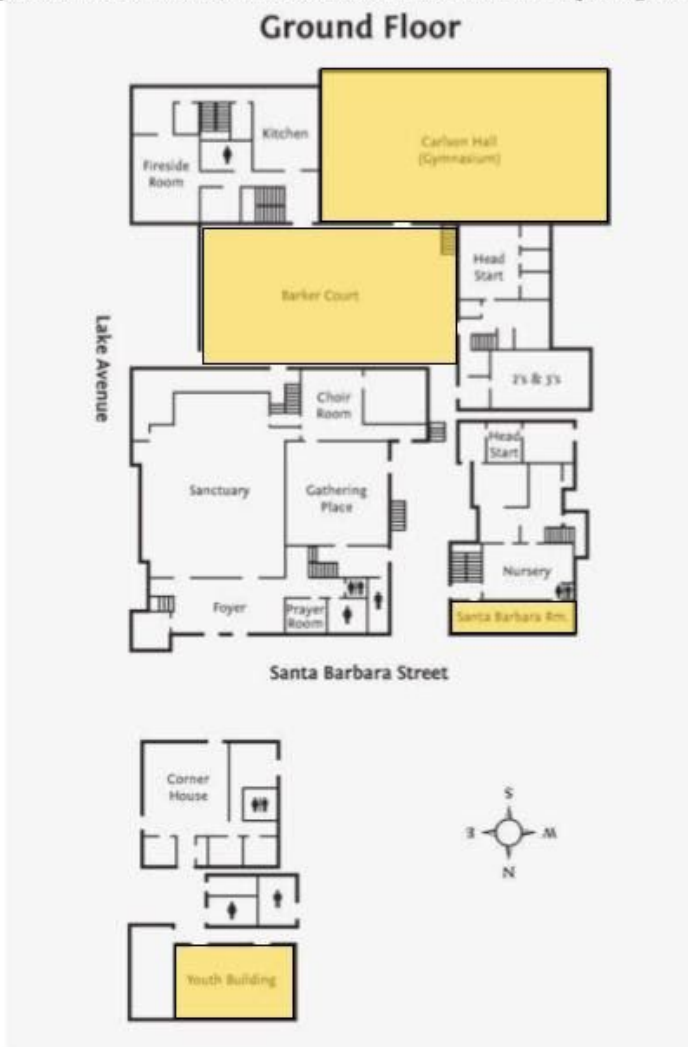 Ground Floor
Kitchen
Carlson Hall
(Gymnasium)
Fireside
Room
Head
Start
Barker Court
Lake Avenue
2's & 3's
Choir
Room
Head
Start
Sanctuary
Gathering
Place
Nursery
Foyer
Prayer
Room
Santa Barbara Rm.
Santa Barbara Street
Corner
House
S
E
W
N
Youth Building